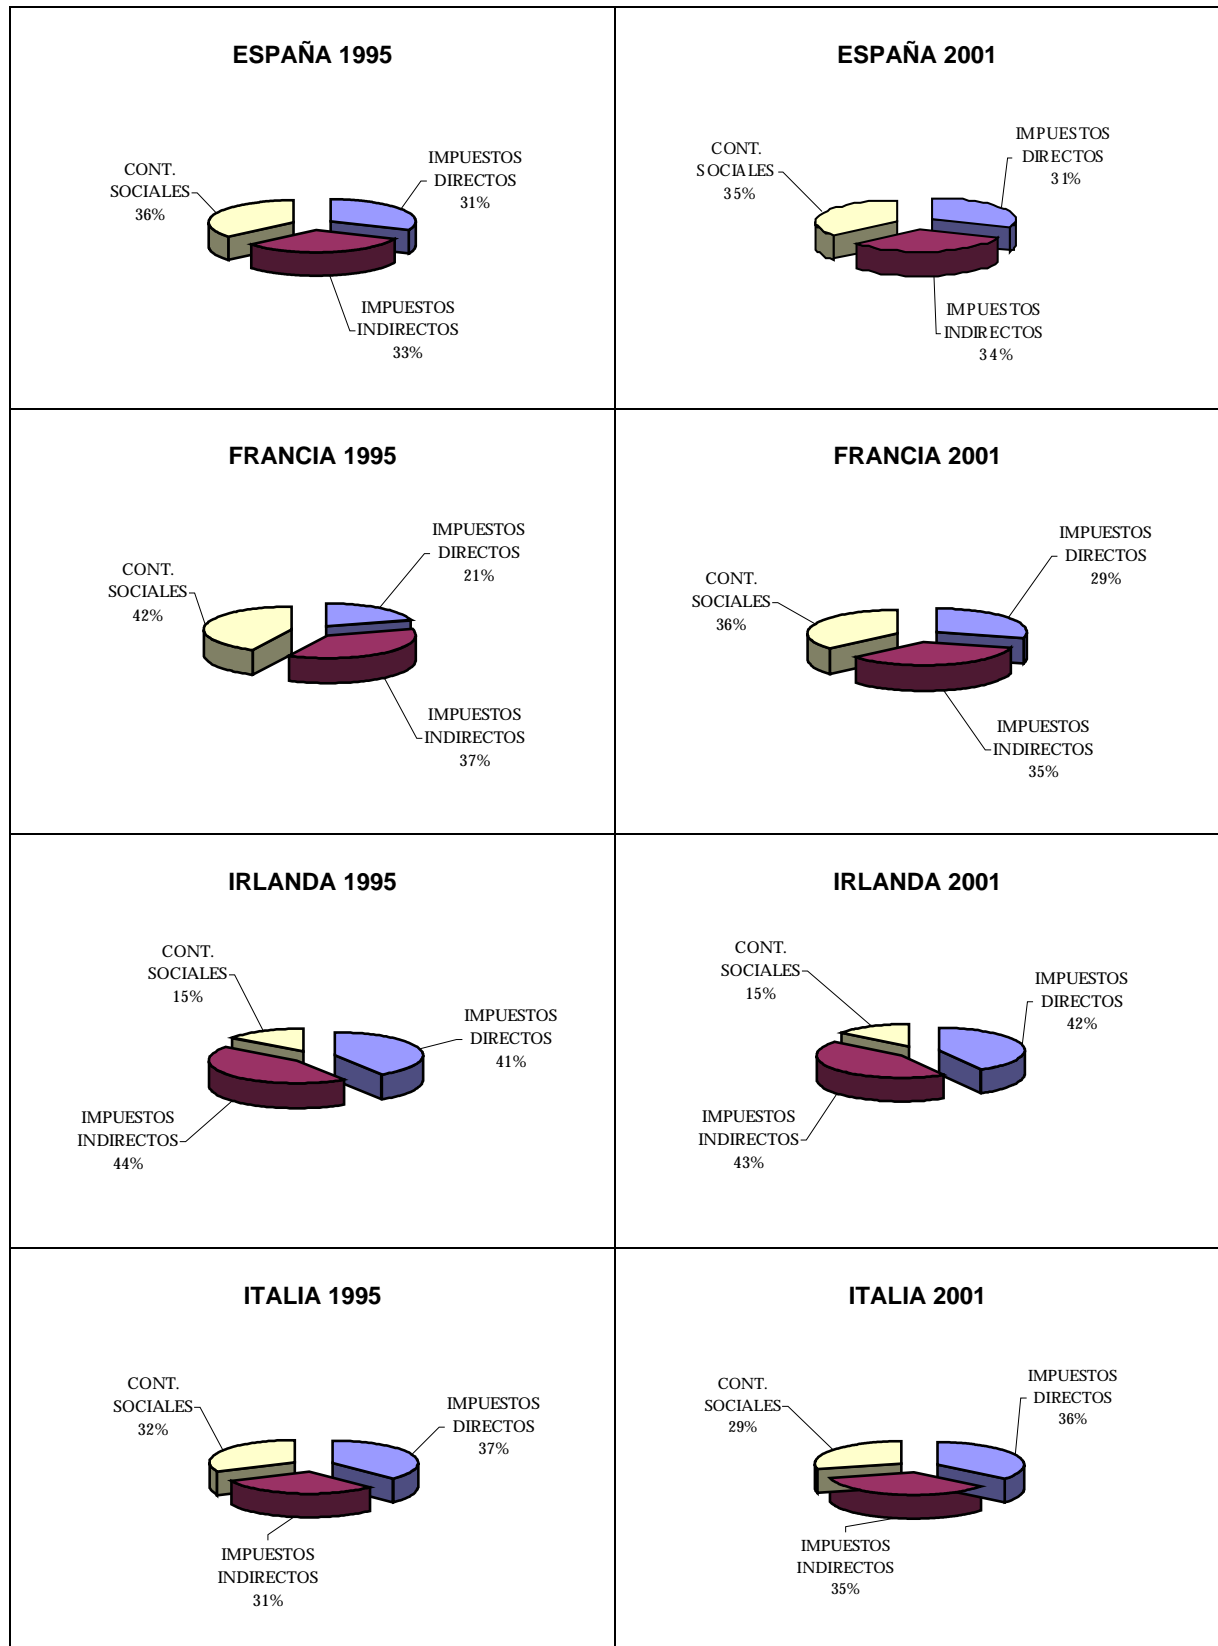 ESPAÑA 1995
CONT.
SOCIALES
36%
IMPUESTOS
DIRECTOS
31%
IMPUESTOS
INDIRECTOS
33%
ESPAÑA 2001
CONT.
SOCIALES
35%
IMPUESTOS
DIRECTOS
31%
IMPUESTOS
INDIRECTOS
34%
FRANCIA 1995
CONT.
SOCIALES
42%
IMPUESTOS
DIRECTOS
21%
IMPUESTOS
INDIRECTOS
37%
FRANCIA 2001
CONT.
SOCIALES
36%
IMPUESTOS
DIRECTOS
29%
IMPUESTOS
INDIRECTOS
35%
IRLANDA 1995
CONT.
SOCIALES
15%
IMPUESTOS
DIRECTOS
41%
IMPUESTOS
INDIRECTOS
44%
IRLANDA 2001
CONT.
SOCIALES
15%
IMPUESTOS
DIRECTOS
42%
IMPUESTOS
INDIRECTOS
43%
ITALIA 1995
CONT.
SOCIALES
32%
IMPUESTOS
DIRECTOS
37%
IMPUESTOS
INDIRECTOS
31%
ITALIA 2001
CONT.
SOCIALES
29%
IMPUESTOS
DIRECTOS
36%
IMPUESTOS
INDIRECTOS
35%